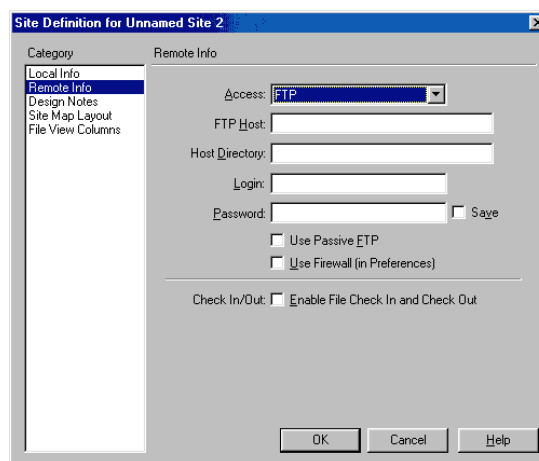 Site Definition for Unnamed Site 2
Category
Local Info
Remote Info
Design Notes
Site Map Layout
File View Columns
Remote Info
Access: FTP
FTP Host:
Host Directory:
Login:
Password:
Save
Use Passive FTP
Use Firewall (in Preferences)
Check In/Out: Enable File Check In and Check Out
OK
Cancel
Help